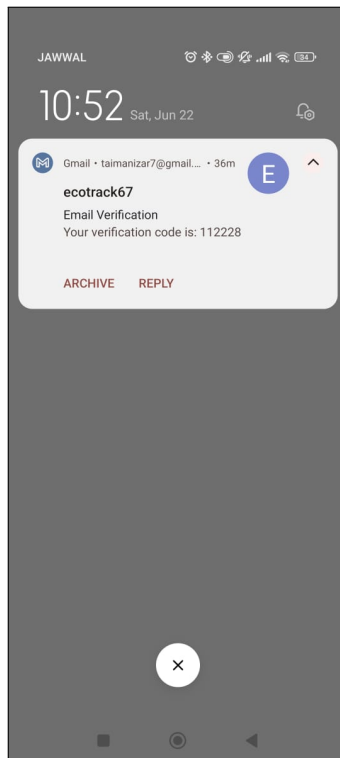 JAWWAL
34
10:52 Sat, Jun 22
Gmail • taimanizar7@gmail.... • 36m
E
ecotrack67
Email Verification
Your verification code is: 112228
ARCHIVE REPLY